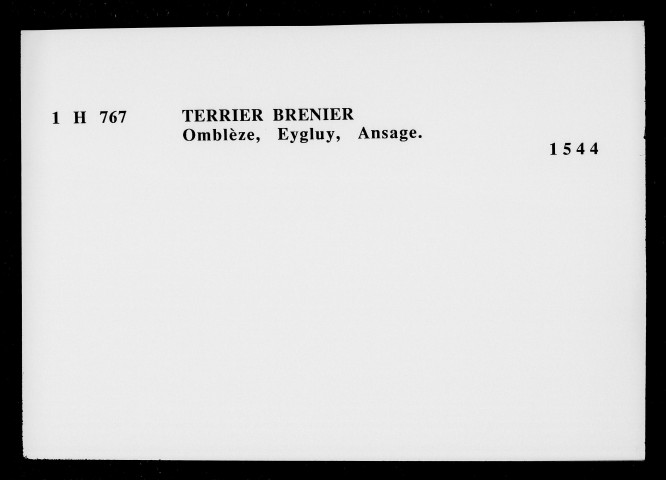 1 H 767 TERRIER BRENIER
Omblèze, Eygluy, Ansage.
1544